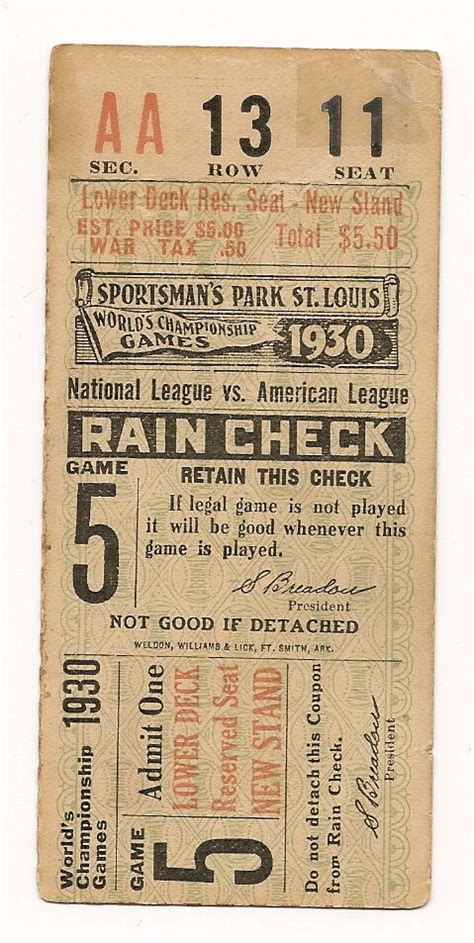 AA 13 11
SEC. ROW SEAT
Lower Deck Res. Seat - New Stand
EST. PRICE $5.00
WAR TAX .50
Total $5.50
SPORTSMAN'S PARK ST. LOUIS
WORLD'S CHAMPIONSHIP
GAMES
1930
National League vs. American League
RAIN CHECK
GAME
5
RETAIN THIS CHECK
If legal game is not played
it will be good whenever this
game is played.
S Breadon
President
NOT GOOD IF DETACHED
WELDON, WILLIAMS & LICK, FT. SMITH, ARK.
World's
Championship 1930
Games
Admit One
LOWER DECK
Reserved Seat
NEW STAND
GAME
5
Do not detach this Coupon
from Rain Check.
S Breadon